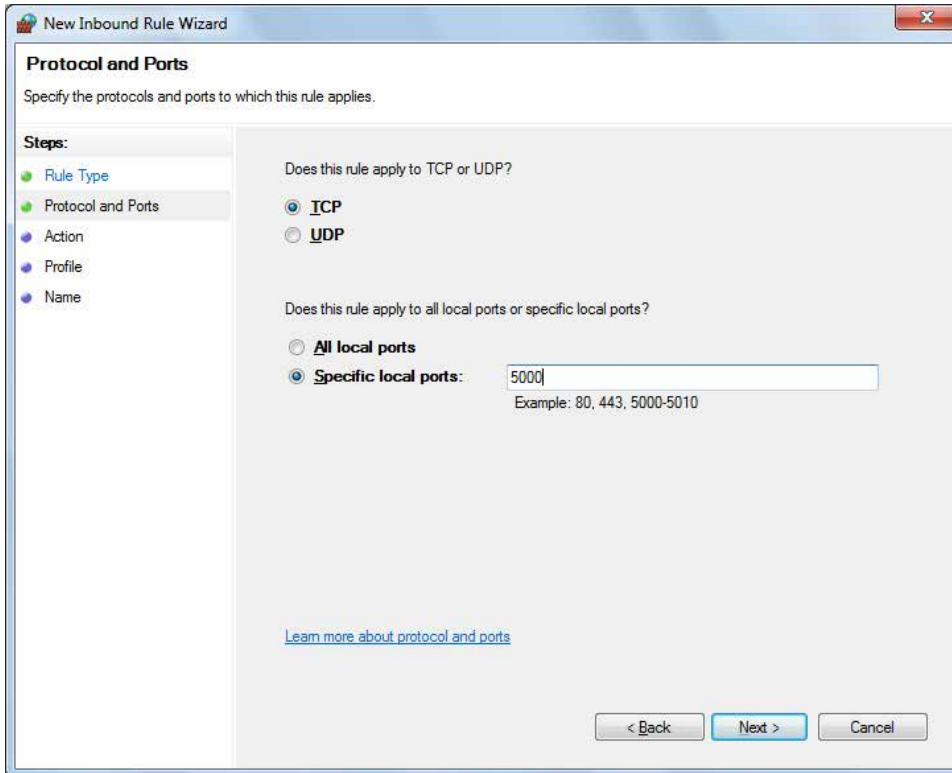 New Inbound Rule Wizard
Protocol and Ports
Specify the protocols and ports to which this rule applies.
Steps:
Rule Type
Protocol and Ports
Action
Profile
Name
Does this rule apply to TCP or UDP?
TCP
UDP
Does this rule apply to all local ports or specific local ports?
All local ports
Specific local ports: 5000
Example: 80, 443, 5000-5010
Learn more about protocol and ports
< Back Next > Cancel